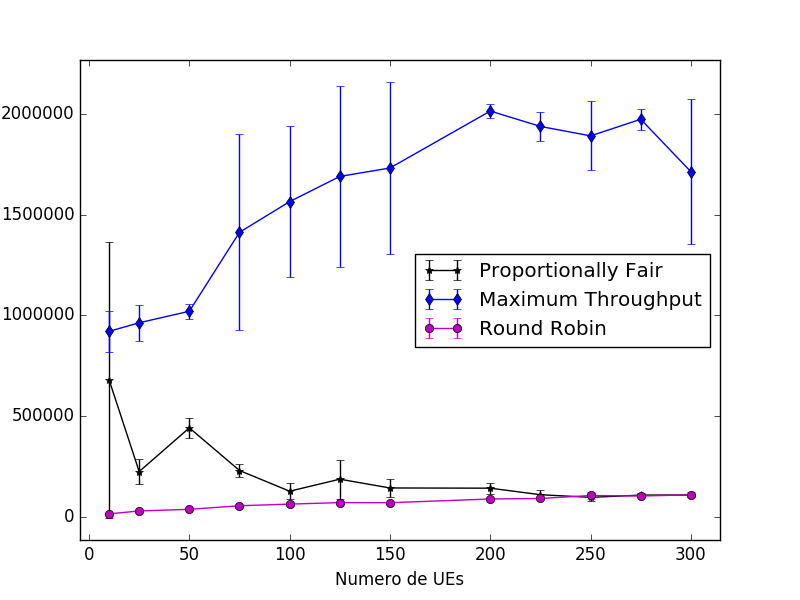 2000000
1500000
1000000
500000
0
Proportionally Fair
Maximum Throughput
Round Robin
0 50 100 150 200 250 300
Numero de UEs